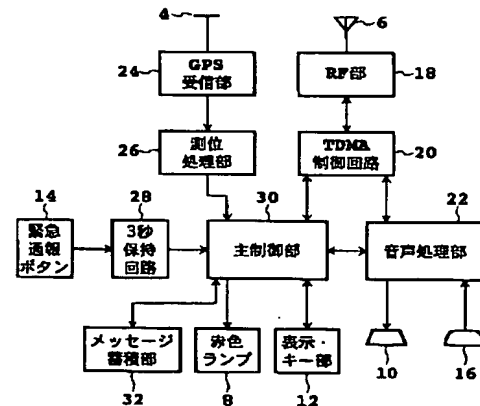 4
6
24
GPS
受信部
RF部
18
26
測位
処理部
TDMA
制御回路
20
14
28
30
22
緊急
通報
ボタン
3秒
保持
回路
主制御部
音声処理部
メッセージ
蓄積部
赤色
ランプ
表示・
キー部
32
8
12
10
16